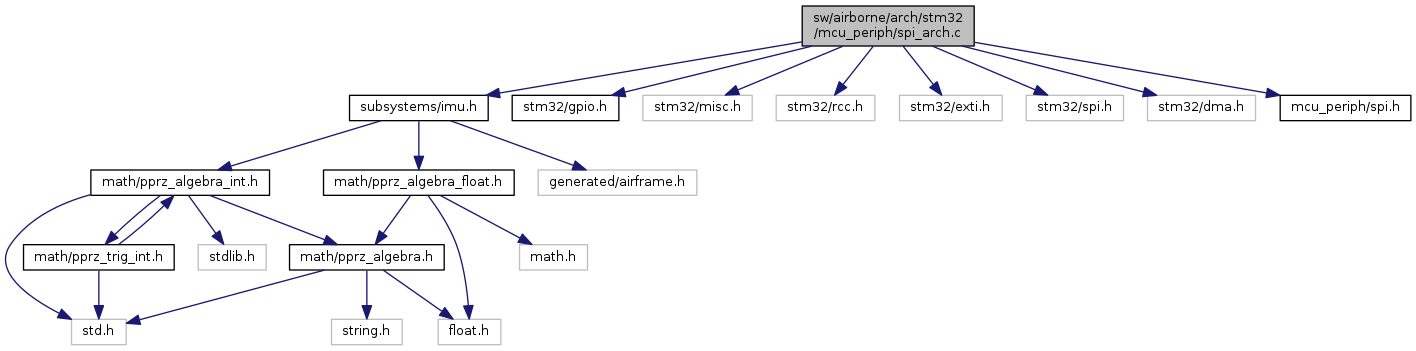 sw/airborne/arch/stm32
/mcu_periph/spi_arch.c
subsystems/imu.h
stm32/gpio.h
stm32/misc.h
stm32/rcc.h
stm32/exti.h
stm32/spi.h
stm32/dma.h
mcu_periph/spi.h
math/pprz_algebra_int.h
math/pprz_algebra_float.h
generated/airframe.h
math/pprz_trig_int.h
stdlib.h
math/pprz_algebra.h
math.h
std.h
string.h
float.h